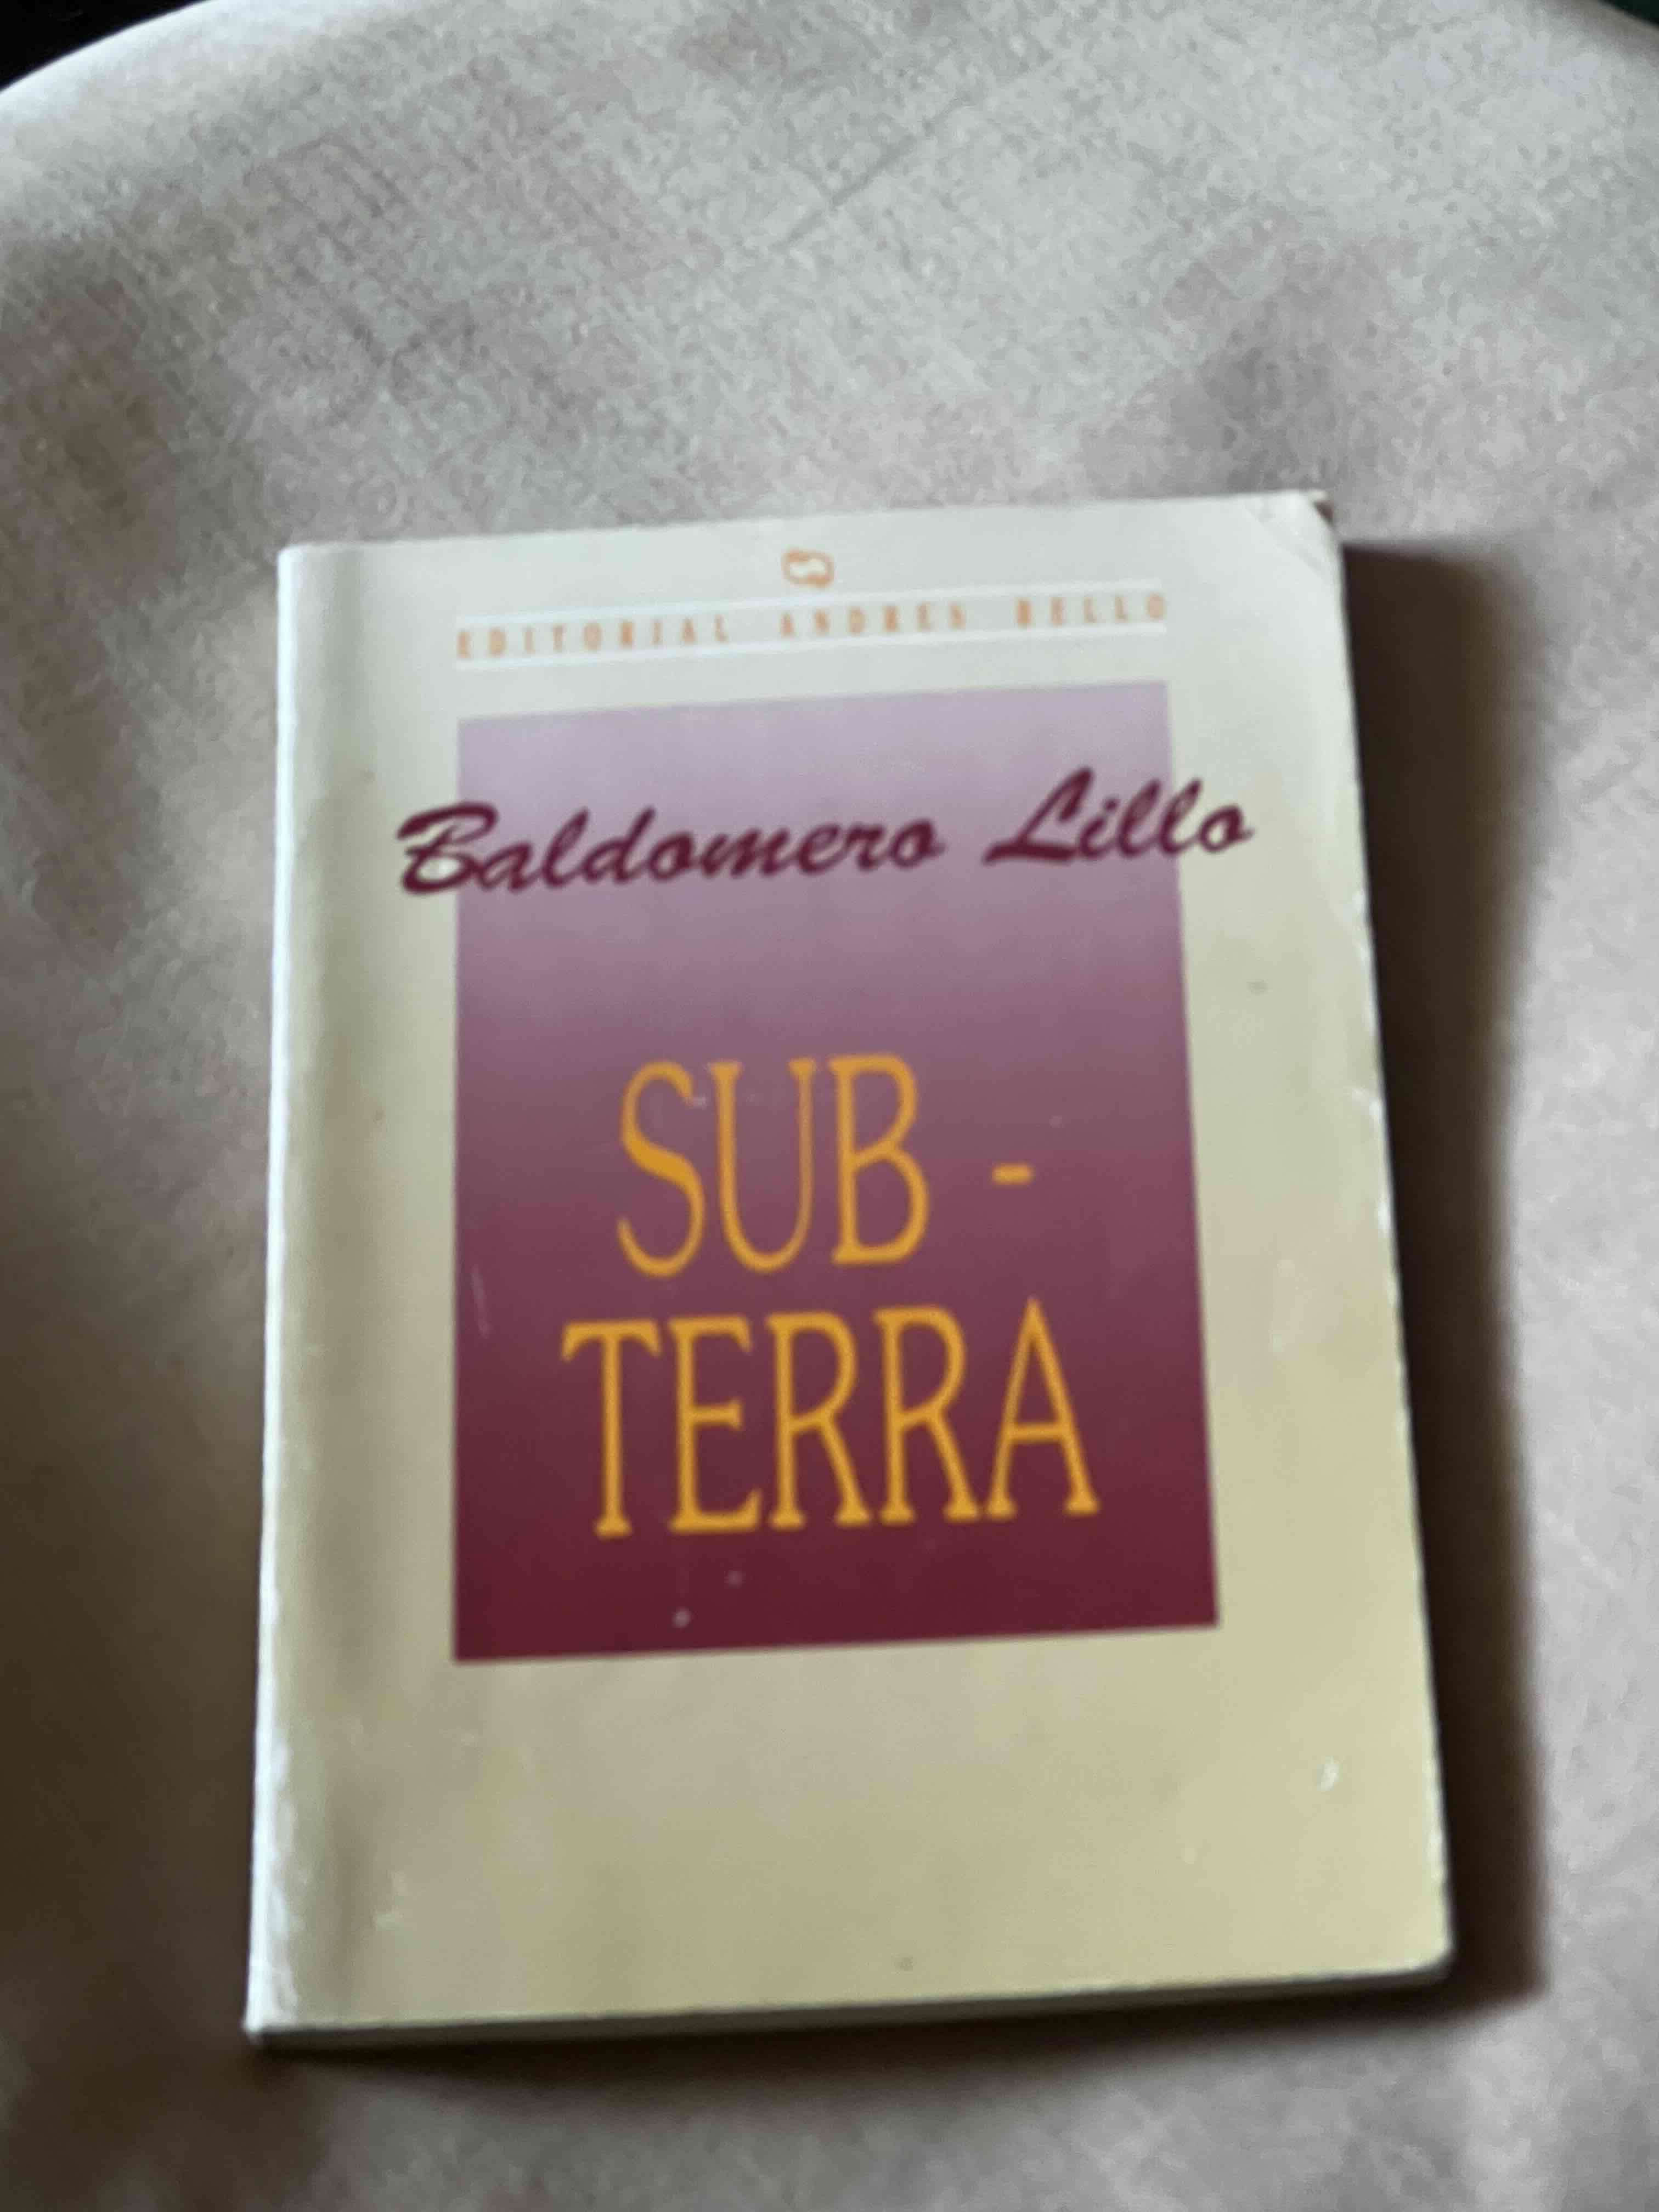 EDITORIAL ANDRES BELLO
Baldomero Lillo
SUB -
TERRA